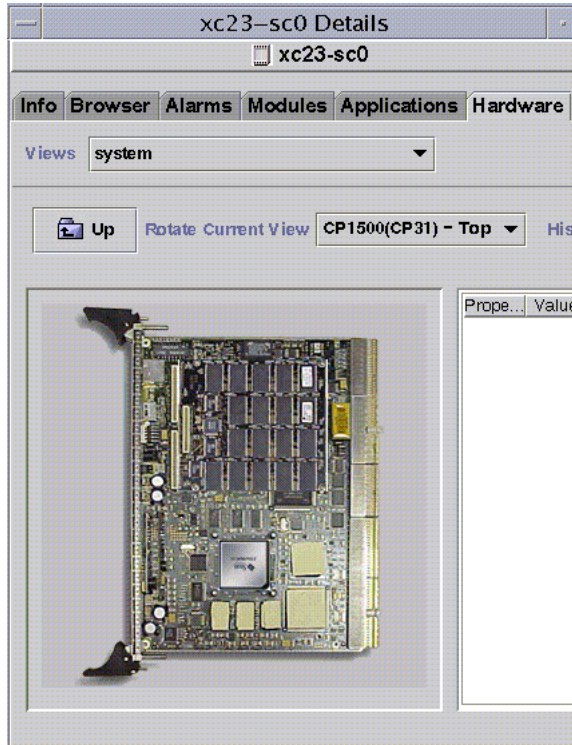 xc23-sc0 Details
xc23-sc0
Info Browser Alarms Modules Applications Hardware
Views system
Up Rotate Current View CP1500(CP31) - Top His
Prope... Value